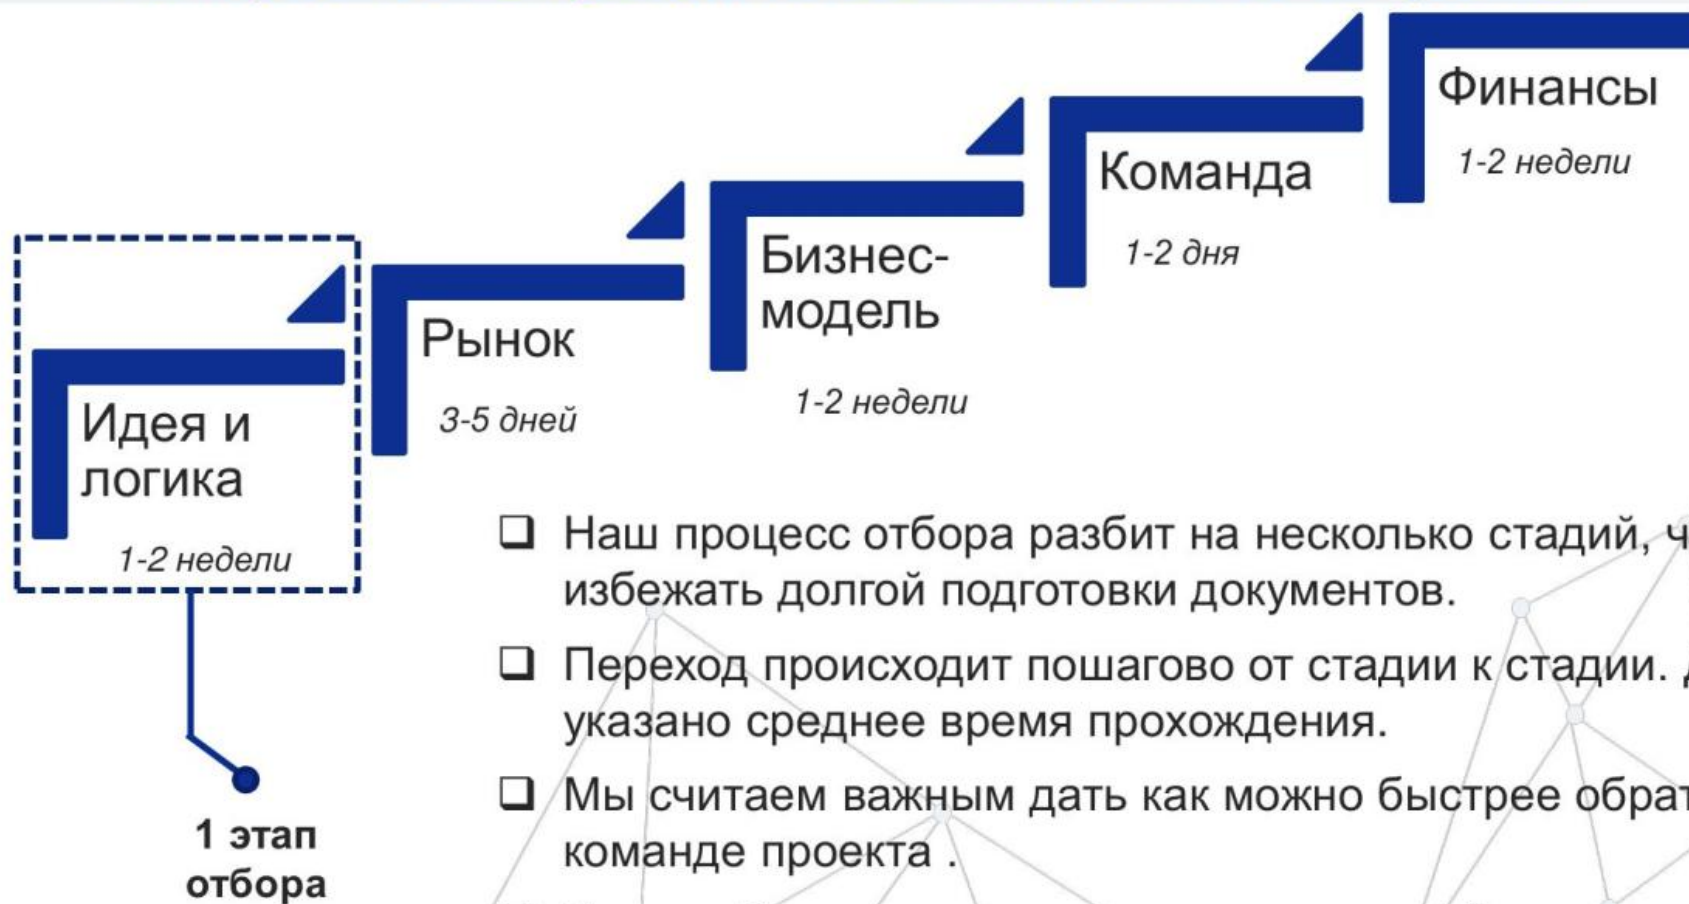 Финансы
1-2 недели
Команда
1-2 дня
Бизнес-
модель
1-2 недели
Рынок
3-5 дней
Идея и
логика
1-2 недели
1 этап
отбора
❑ Наш процесс отбора разбит на несколько стадий,
избежать долгой подготовки документов.
❑ Переход происходит пошагово от стадии к стадии.
указано среднее время прохождения.
❑ Мы считаем важным дать как можно быстрее
команде проекта .